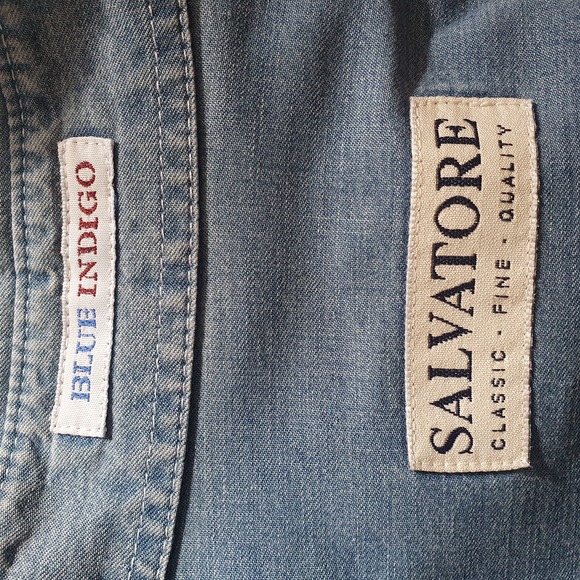 BLUE INDIGO
SALVATORE
CLASSIC · FINE · QUALITY